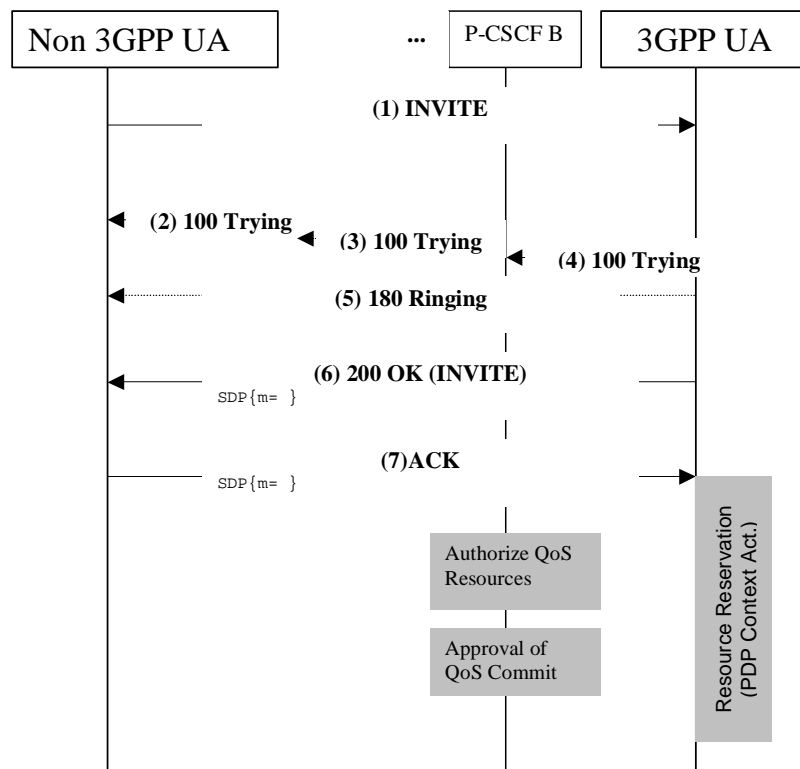 Non 3GPP UA
...
P-CSCF B
3GPP UA
(1) INVITE
(2) 100 Trying
(3) 100 Trying
(4) 100 Trying
(5) 180 Ringing
(6) 200 OK (INVITE)
SDP{m= }
(7)ACK
SDP{m= }
Authorize QoS
Resources
Approval of
QoS Commit
Resource Reservation
(PDP Context Act.)